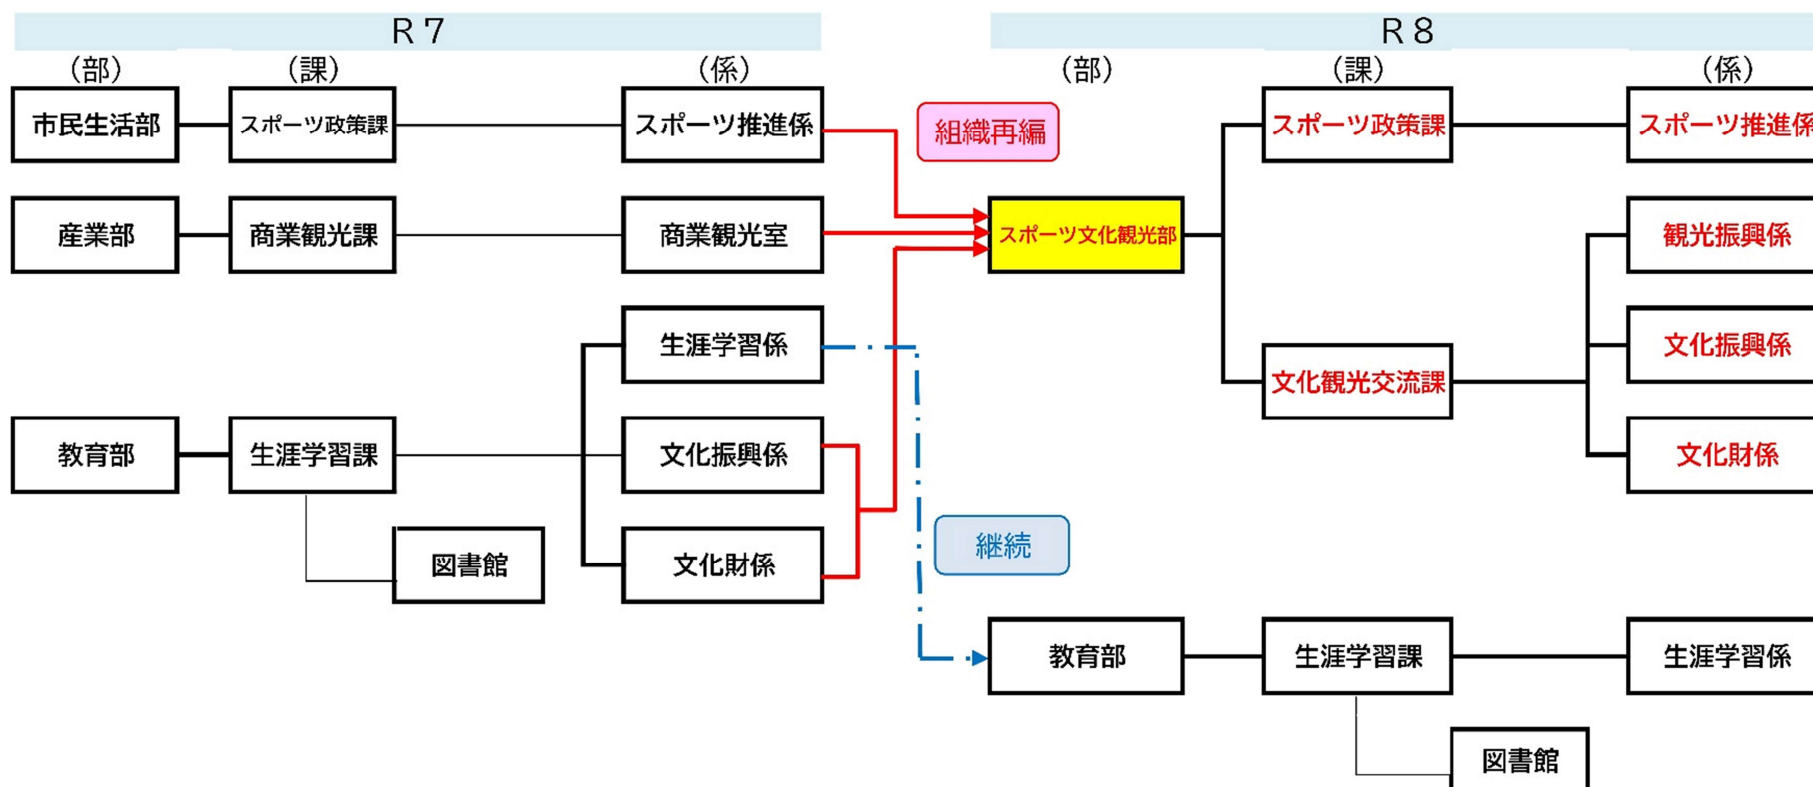 R7
R8
(部)
(課)
(係)
(部)
(課)
(係)
市民生活部
スポーツ政策課
スポーツ推進係
組織再編
スポーツ政策課
スポーツ推進係
産業部
商業観光課
商業観光室
スポーツ文化観光部
観光振興係
生涯学習係
文化振興係
文化観光交流課
教育部
生涯学習課
文化振興係
文化財係
図書館
文化財係
継続
教育部
生涯学習課
生涯学習係
図書館